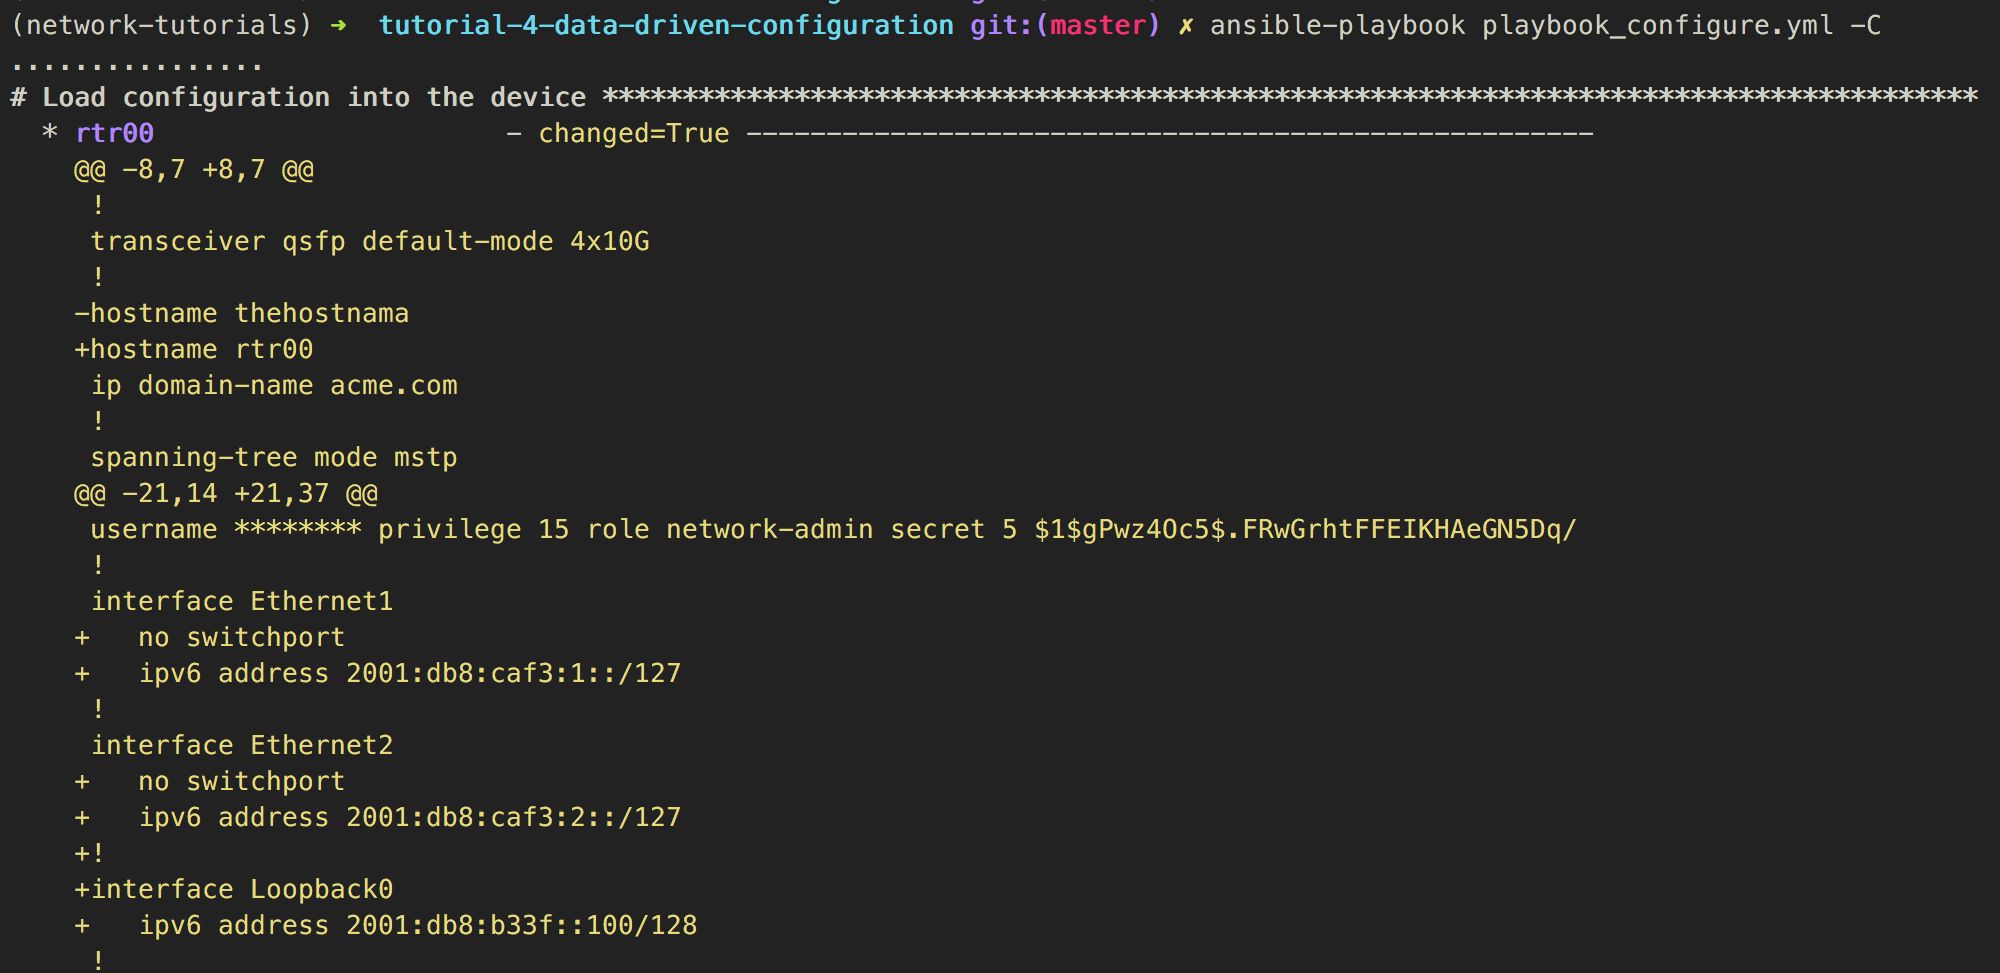 (network-tutorials) ➜  tutorial-4-data-driven-configuration git:(master) ✗ ansible-playbook playbook_configure.yml -C
................
# Load configuration into the device **************************************************************************************
  * rtr00                      - changed=True -----------------------------------------------------
    @@ -8,7 +8,7 @@
     !
     transceiver qsfp default-mode 4x10G
     !
    -hostname thehostnama
    +hostname rtr00
     ip domain-name acme.com
     !
     spanning-tree mode mstp
    @@ -21,14 +21,37 @@
     username ******** privilege 15 role network-admin secret 5 $1$gPwz4Oc5$.FRwGrhtFFEIKHAeGN5Dq/
     !
     interface Ethernet1
    +   no switchport
    +   ipv6 address 2001:db8:caf3:1::/127
     !
     interface Ethernet2
    +   no switchport
    +   ipv6 address 2001:db8:caf3:2::/127
    +!
    +interface Loopback0
    +   ipv6 address 2001:db8:b33f::100/128
     !